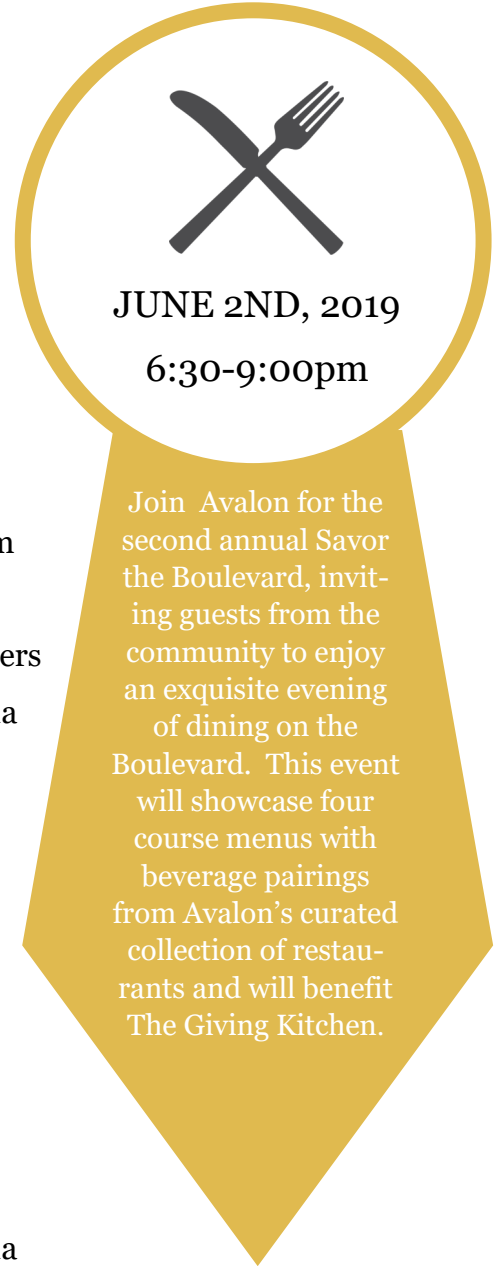 JUNE 2ND, 2019
6:30-9:00pm
Join  Avalon for the
second annual Savor
the Boulevard, invit-
ing guests from the
community to enjoy
an exquisite evening
of dining on the
Boulevard.  This event
will showcase four
course menus with
beverage pairings
from Avalon’s curated
collection of restau-
rants and will benefit
The Giving Kitchen.